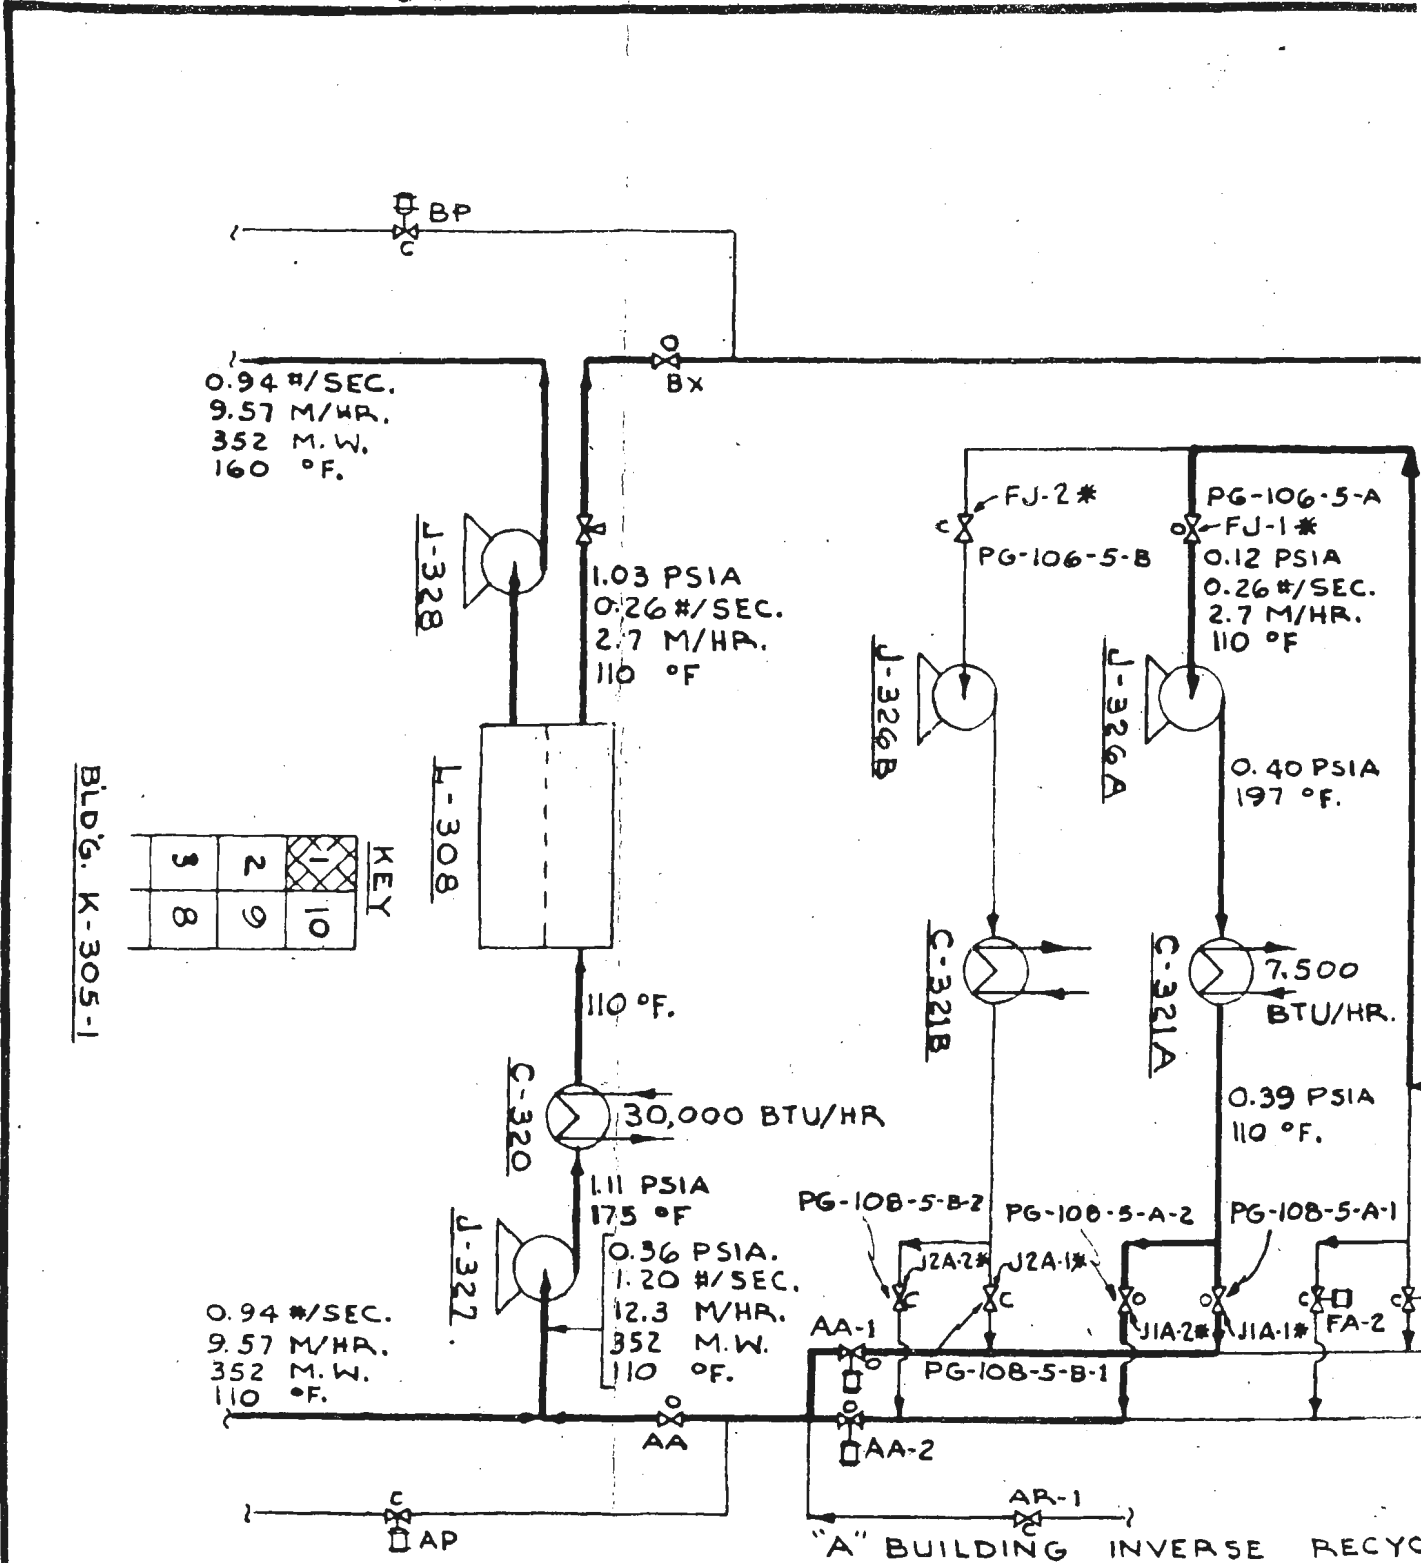 BP
C
0.94 #/SEC.
9.57 M/HR.
352 M.W.
160 °F.
O
BX
J-328
1.03 PSIA
0.26 #/SEC.
2.7 M/HR.
110 °F
FJ-2*
C
PG-106-5-B
PG-106-5-A
O
FJ-1*
0.12 PSIA
0.26 #/SEC.
2.7 M/HR.
110 °F
J-326B
J-326A
0.40 PSIA
197 °F.
L-308
KEY
1
2
3
10
9
8
BLD'G. K-305-1
C-321B
C-321A
7.500
BTU/HR.
110 °F.
C-320
30,000 BTU/HR
0.39 PSIA
110 °F.
1.11 PSIA
175 °F
J-327
0.36 PSIA.
1.20 #/SEC.
12.3 M/HR.
352 M.W.
110 °F.
PG-108-5-B-2
PG-108-5-A-2
PG-108-5-A-1
J2A-2*
J2A-1*
C
C
O
O
C
C
J1A-2*
J1A-1*
FA-2
0.94 #/SEC.
9.57 M/HR.
352 M.W.
110 °F.
AA-1
O
PG-108-5-B-1
O
AA
O
AA-2
C
AP
AR-1
C
"A" BUILDING INVERSE RECYC